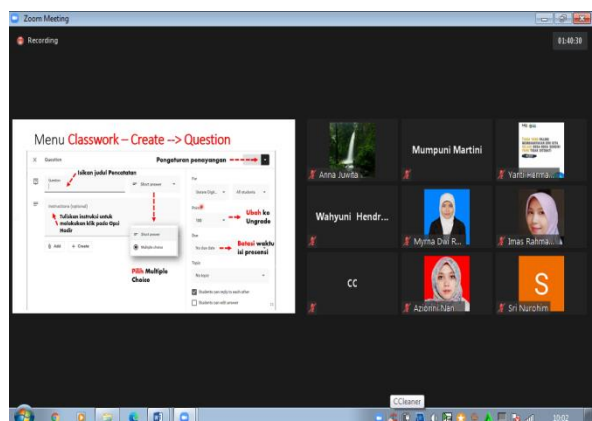 Zoom Meeting
Recording
01:40:30
Menu Classwork – Create --> Question
Question
Pengaturan penayangan
Isikan judul Pencatatan
Question
Short answer
For
All students
Instructions (optional)
Tuliskan instruksi untuk
melakukan klik pada Opsi
Hadir
Points
100
Ubah ke
Ungrade
Add
Create
Short answer
Multiple choice
Due
No due date
Batasi waktu
isi presensi
Pilih Multiple
Choice
Topic
No topic
Students can reply to each other
Students can edit answer
Anna Juwita
Mumpuni Martini
Yanti Herma...
Wahyuni Hendr...
Myrna Dwi R...
Imas Rahma...
CC
Aziorini Nan...
S
Sri Nurohim
CCleaner
10:02